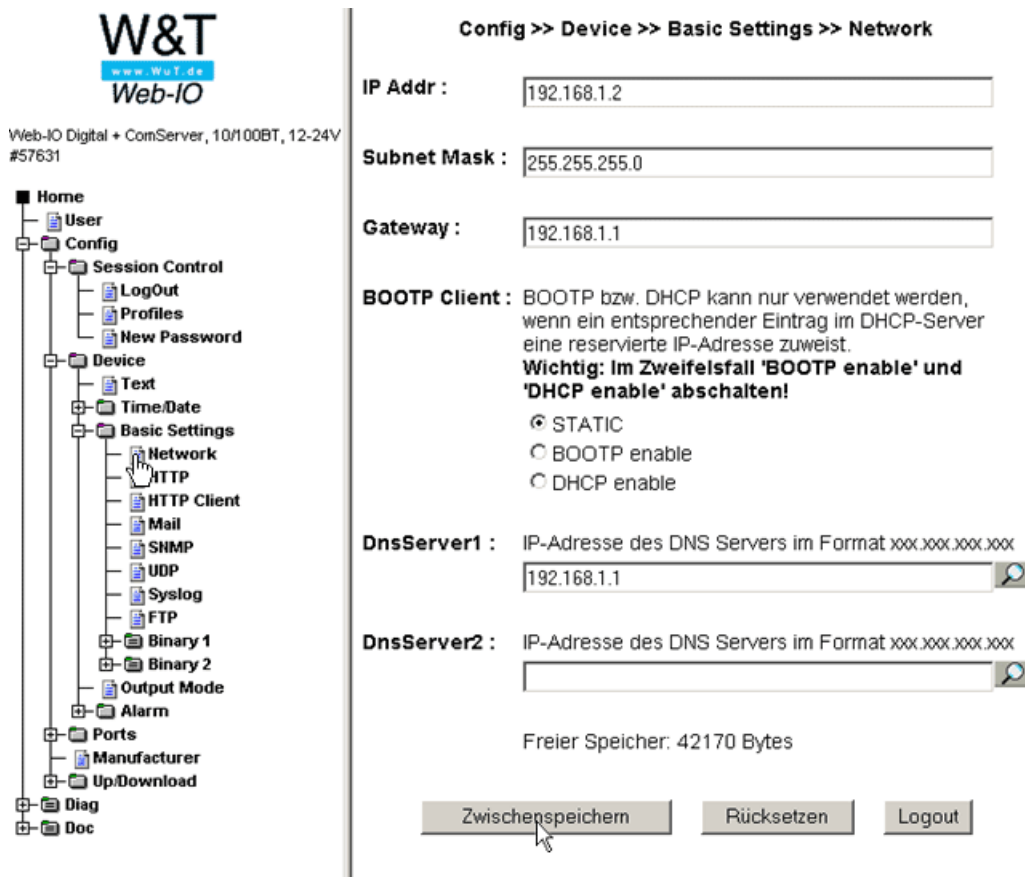 W&T
www.WuT.de
Web-IO
Web-IO Digital + ComServer, 10/100BT, 12-24V
#57631
Home
User
Config
Session Control
LogOut
Profiles
New Password
Device
Text
Time/Date
Basic Settings
Network
HTTP
HTTP Client
Mail
SNMP
UDP
Syslog
FTP
Binary 1
Binary 2
Output Mode
Alarm
Ports
Manufacturer
Up/Download
Diag
Doc
Config >> Device >> Basic Settings >> Network
IP Addr : 192.168.1.2
Subnet Mask : 255.255.255.0
Gateway : 192.168.1.1
BOOTP Client : BOOTP bzw. DHCP kann nur verwendet werden,
wenn ein entsprechender Eintrag im DHCP-Server
eine reservierte IP-Adresse zuweist.
Wichtig: Im Zweifelsfall 'BOOTP enable' und
'DHCP enable' abschalten!
STATIC
BOOTP enable
DHCP enable
DnsServer1 : IP-Adresse des DNS Servers im Format xxx.xxx.xxx.xxx
192.168.1.1
DnsServer2 : IP-Adresse des DNS Servers im Format xxx.xxx.xxx.xxx
Freier Speicher: 42170 Bytes
Zwischenspeichern Rücksetzen Logout